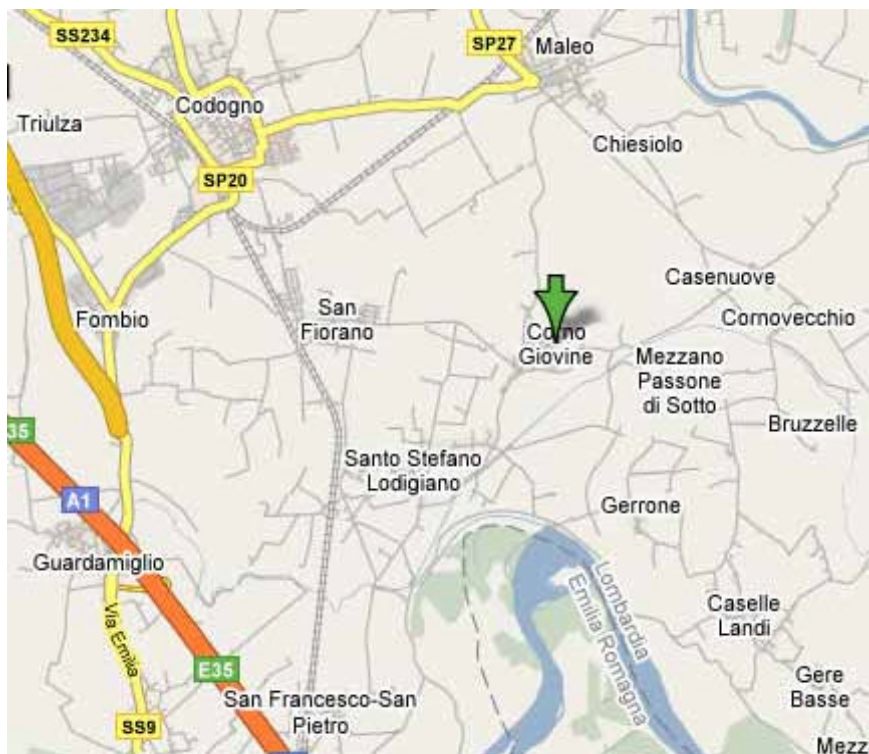 SS234
SP27
Maleo
Codogno
Triulza
Chiesiolo
SP20
Casenuove
San
Fiorano
Fombio
Corno
Giovine
Cornovecchio
Mezzano
Passone
di Sotto
Bruzzelle
35
Santo Stefano
Lodigiano
A1
Gerrone
Guardamiglio
Lombardia
Emilia Romagna
Via Emilia
Caselle
Landi
E35
Gere
Basse
San Francesco-San
Pietro
SS9
Mezz